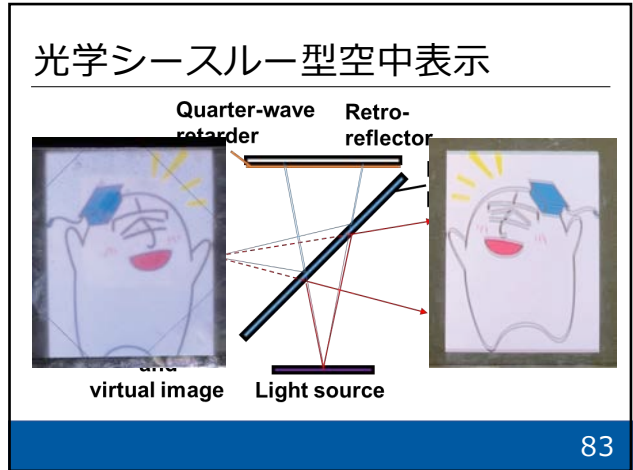 光学シースルー型空中表示
Quarter-wave
retarder
Retro-
reflector
and
virtual image
Light source
83